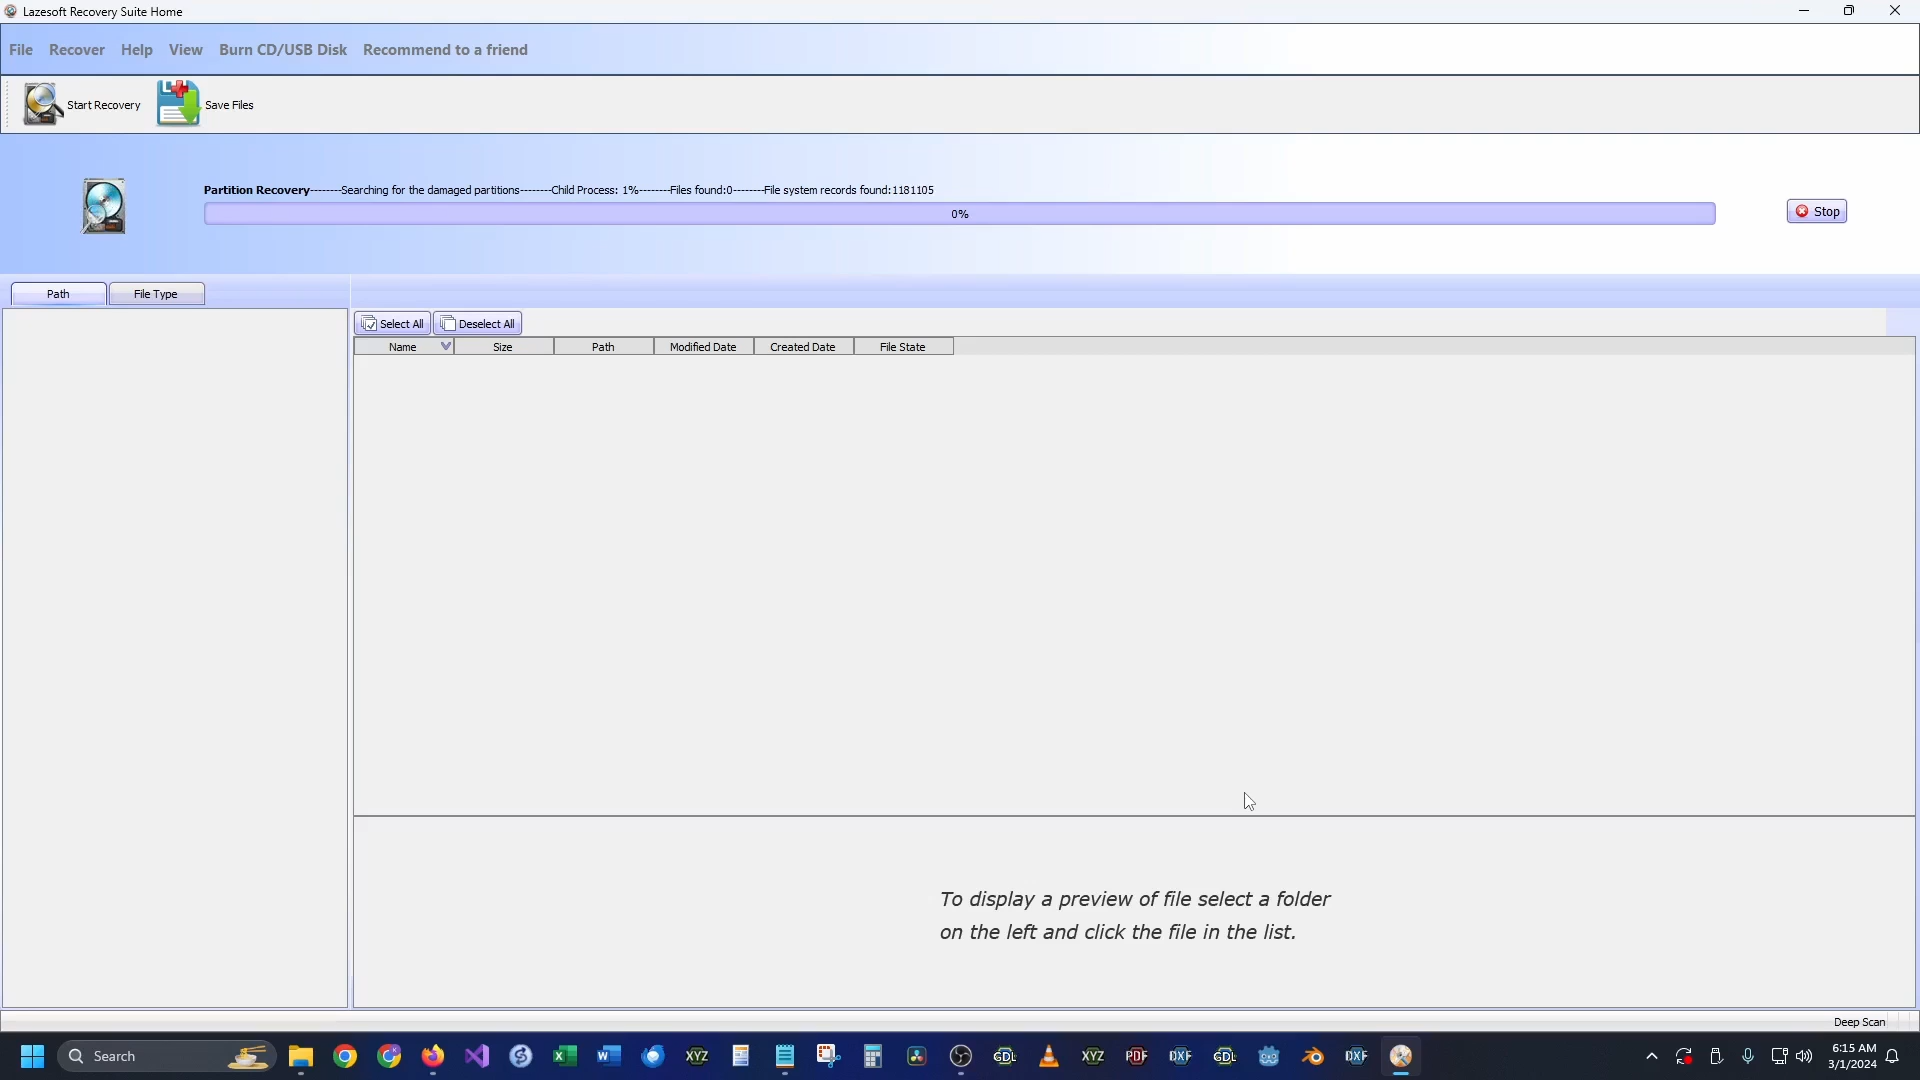 Lazesoft Recovery Suite Home
File Recover Help View Burn CD/USB Disk Recommend to a friend
Start Recovery Save Files
Partition Recovery--------Searching for the damaged partitions--------Child Process: 1%--------Files found:0--------File system records found:1181105
0%
Stop
Path File Type
Select All Deselect All
Name Size Path Modified Date Created Date File State
To display a preview of file select a folder
on the left and click the file in the list.
Deep Scan
Search
XYZ GDL XYZ PDF DXF GDL DXF
6:15 AM
3/1/2024